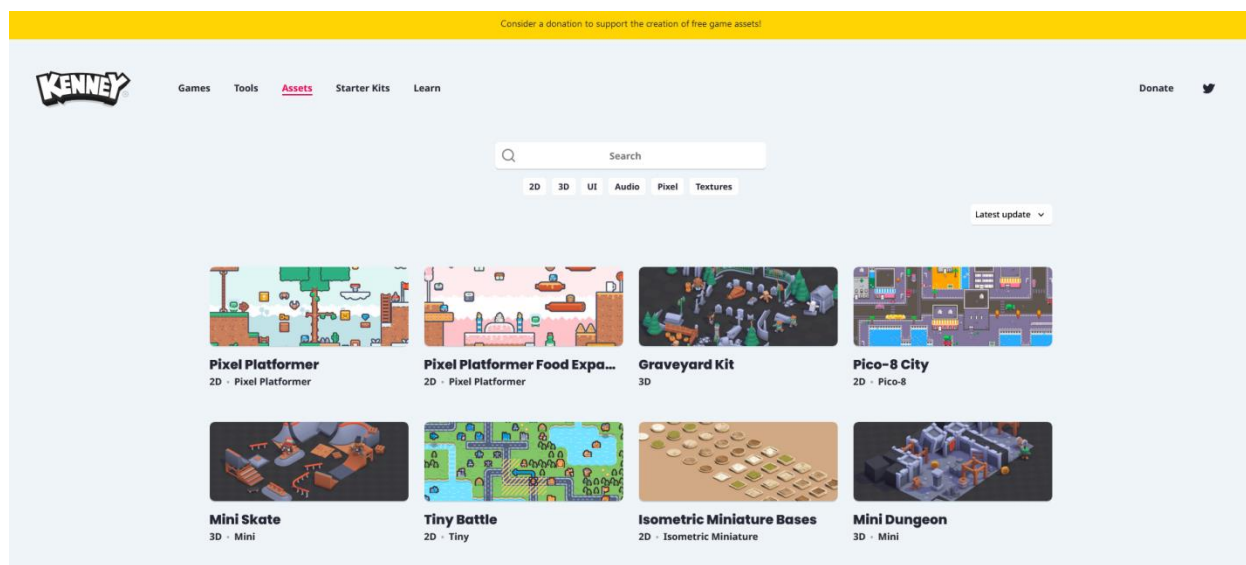 Consider a donation to support the creation of free game assets!
KENNEY
Games Tools Assets Starter Kits Learn
Donate
Search
2D 3D UI Audio Pixel Textures
Latest update
Pixel Platformer
2D • Pixel Platformer
Pixel Platformer Food Expa...
2D • Pixel Platformer
Graveyard Kit
3D
Pico-8 City
2D • Pico-8
Mini Skate
3D • Mini
Tiny Battle
2D • Tiny
Isometric Miniature Bases
2D • Isometric Miniature
Mini Dungeon
3D • Mini